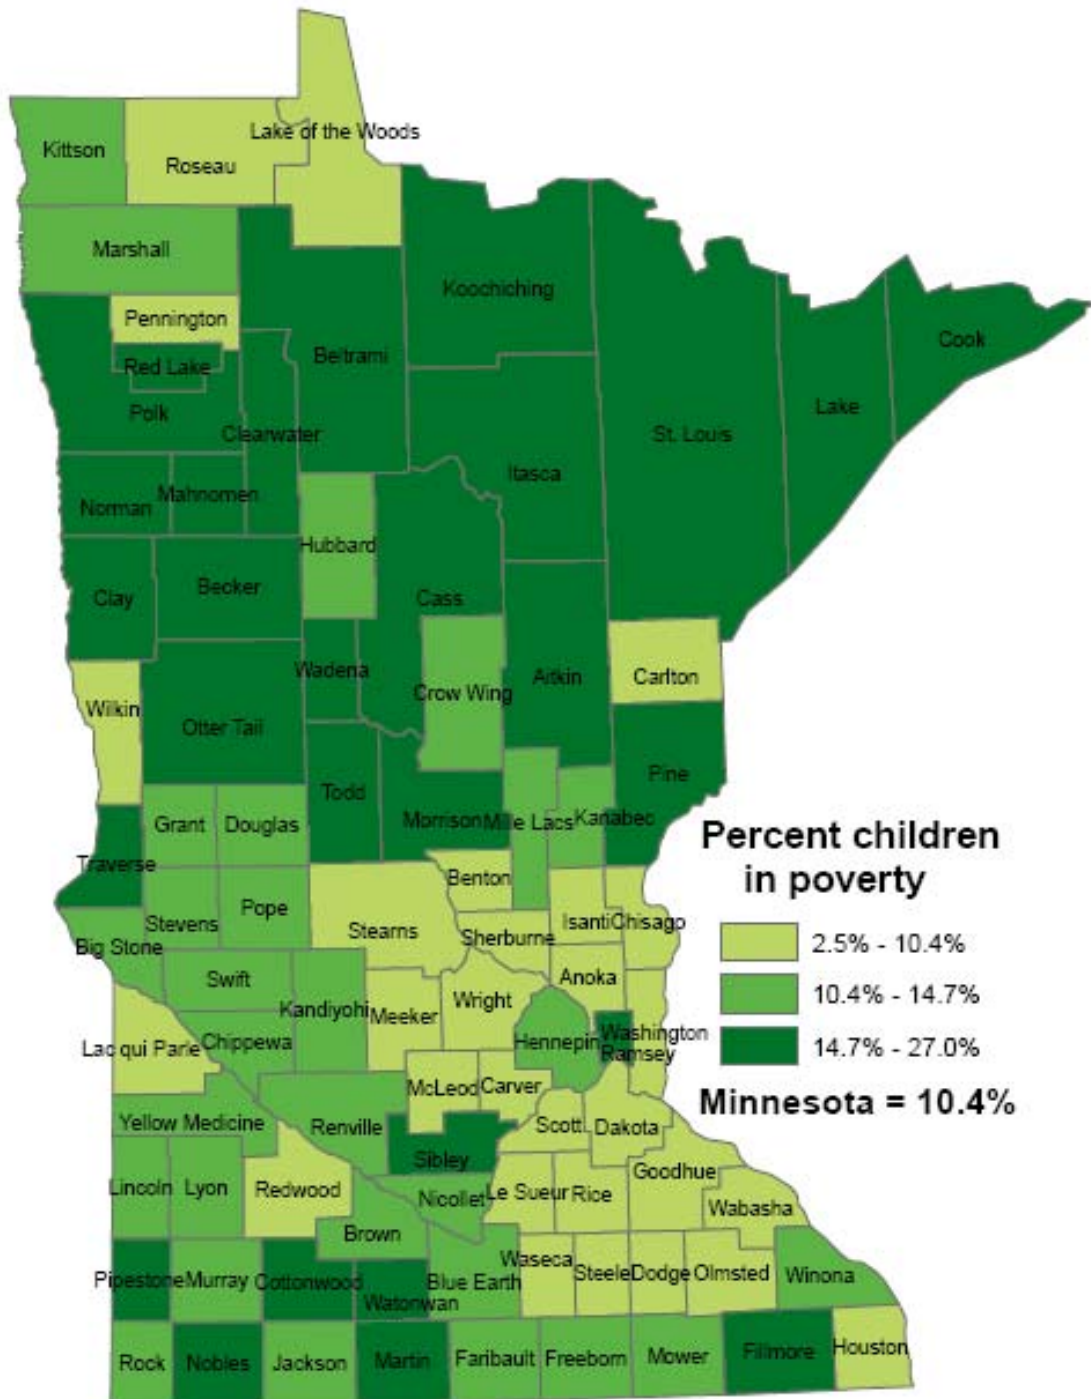 Lake of the Woods
Kittson
Roseau
Marshall
Koochiching
Pennington
Cook
Beltrami
Red Lake
Lake
Polk
Clearwater
St. Louis
Itasca
Mahnomen
Norman
Hubbard
Becker
Clay
Cass
Wadena
Aitkin
Carlton
Crow Wing
Wilkin
Otter Tail
Pine
Todd
Morrison
Mille Lacs
Kanabec
Grant
Douglas
Traverse
Benton
Pope
Stevens
Isanti
Chisago
Stearns
Sherburne
Big Stone
Swift
Anoka
Wright
Kandiyohi
Meeker
Washington
Chippewa
Hennepin
Lac qui Parle
Ramsey
McLeod
Carver
Yellow Medicine
Renville
Scott
Dakota
Sibley
Goodhue
Lincoln
Lyon
Redwood
Le Sueur
Rice
Nicollet
Wabasha
Brown
Waseca
Pipestone
Murray
Cottonwood
Blue Earth
Steele
Dodge
Olmsted
Winona
Watonwan
Houston
Rock
Nobles
Jackson
Martin
Faribault
Freeborn
Mower
Fillmore
Percent children
in poverty
2.5% - 10.4%
10.4% - 14.7%
14.7% - 27.0%
Minnesota = 10.4%